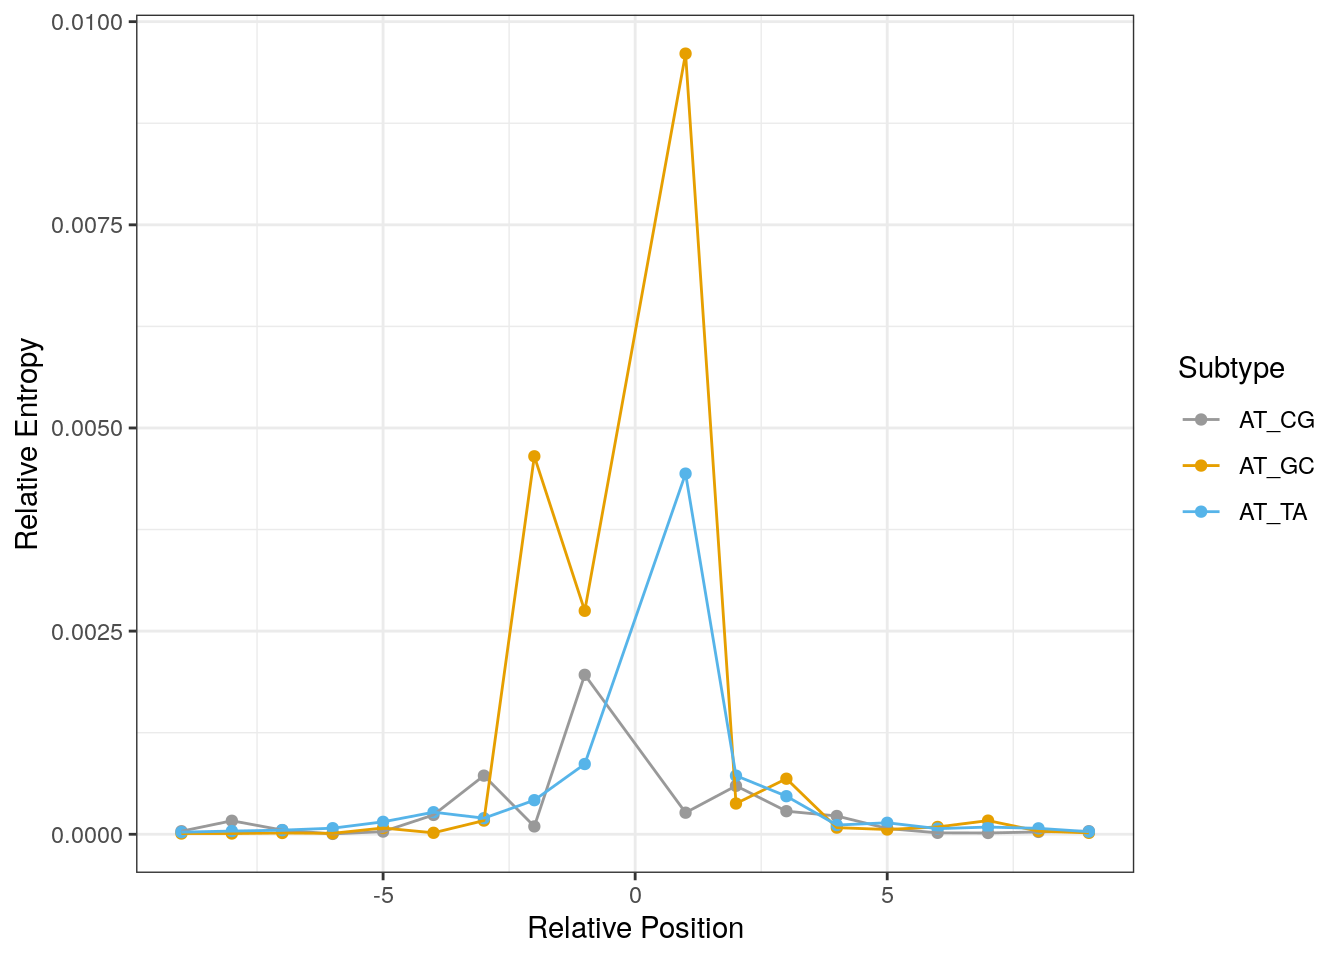 0.0100
0.0075
0.0050
0.0025
0.0000
-5
0
5
Relative Position
Relative Entropy
Subtype
AT_CG
AT_GC
AT_TA